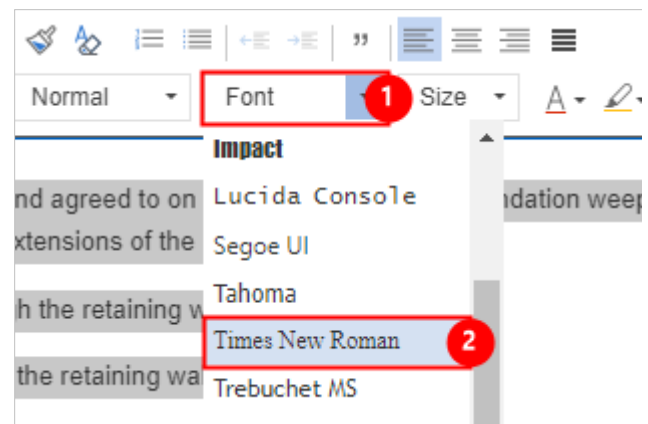 ”
Normal Font 1 Size A
Impact
nd agreed to on Lucida Console ndation weep
xtensions of the Segoe UI
h the retaining w Tahoma
Times New Roman 2
the retaining wa Trebuchet MS